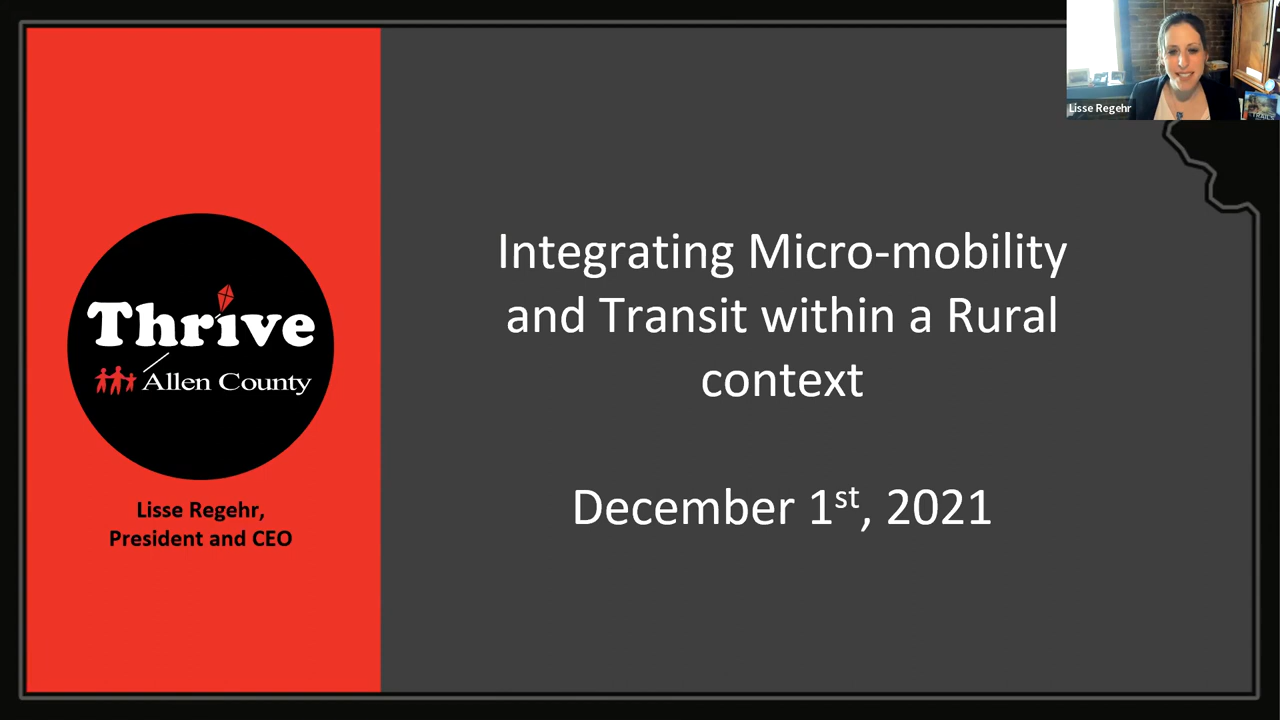 Lisse Regehr
TRAILS
Integrating Micro-mobility
and Transit within a Rural
context
December 1st, 2021
Thrive
Allen County
Lisse Regehr,
President and CEO